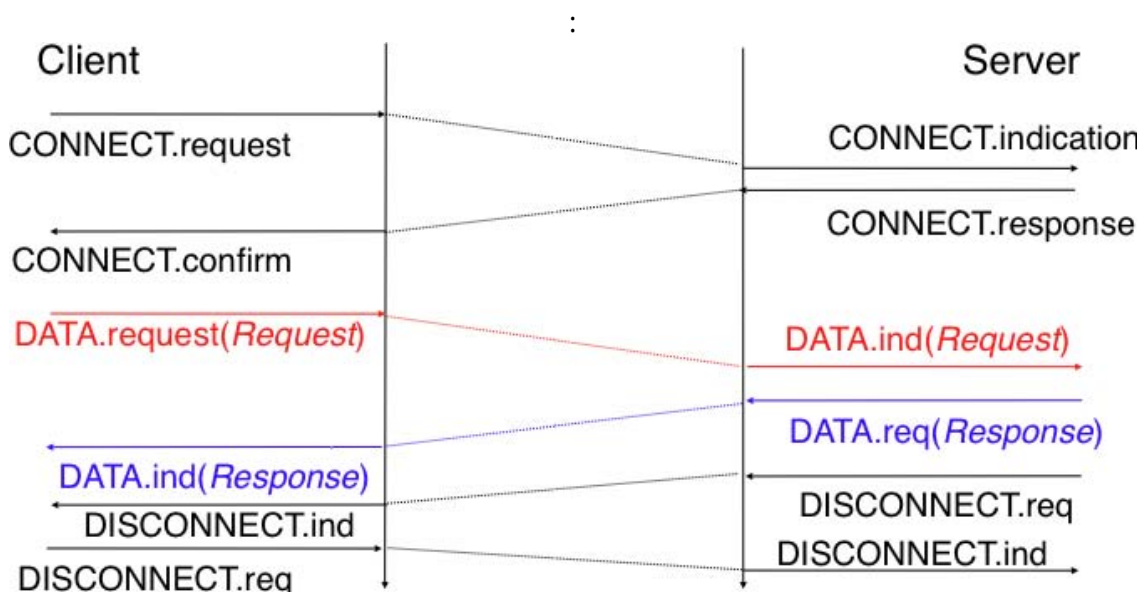 :
Client
Server
CONNECT.request
CONNECT.indication
CONNECT.response
CONNECT.confirm
DATA.request(Request)
DATA.ind(Request)
DATA.req(Response)
DATA.ind(Response)
DISCONNECT.req
DISCONNECT.ind
DISCONNECT.ind
DISCONNECT.req